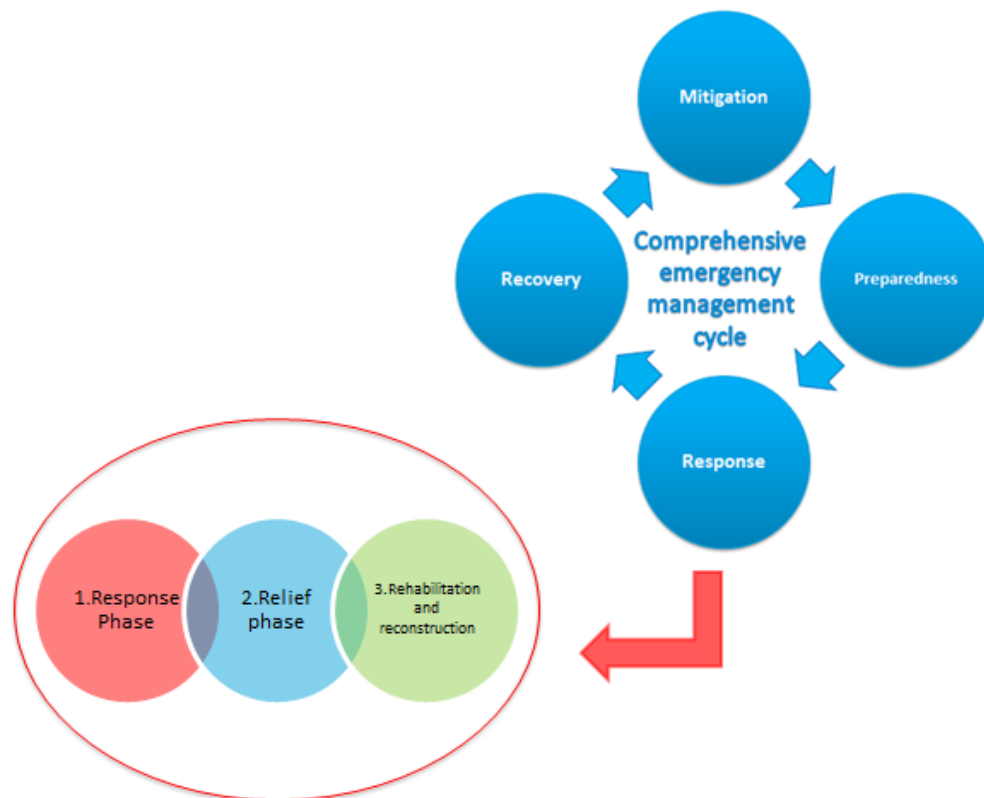 Mitigation
Comprehensive
emergency
management
cycle
Recovery
Preparedness
Response
1.Response
Phase
2.Relief
phase
3.Rehabilitation
and
reconstruction